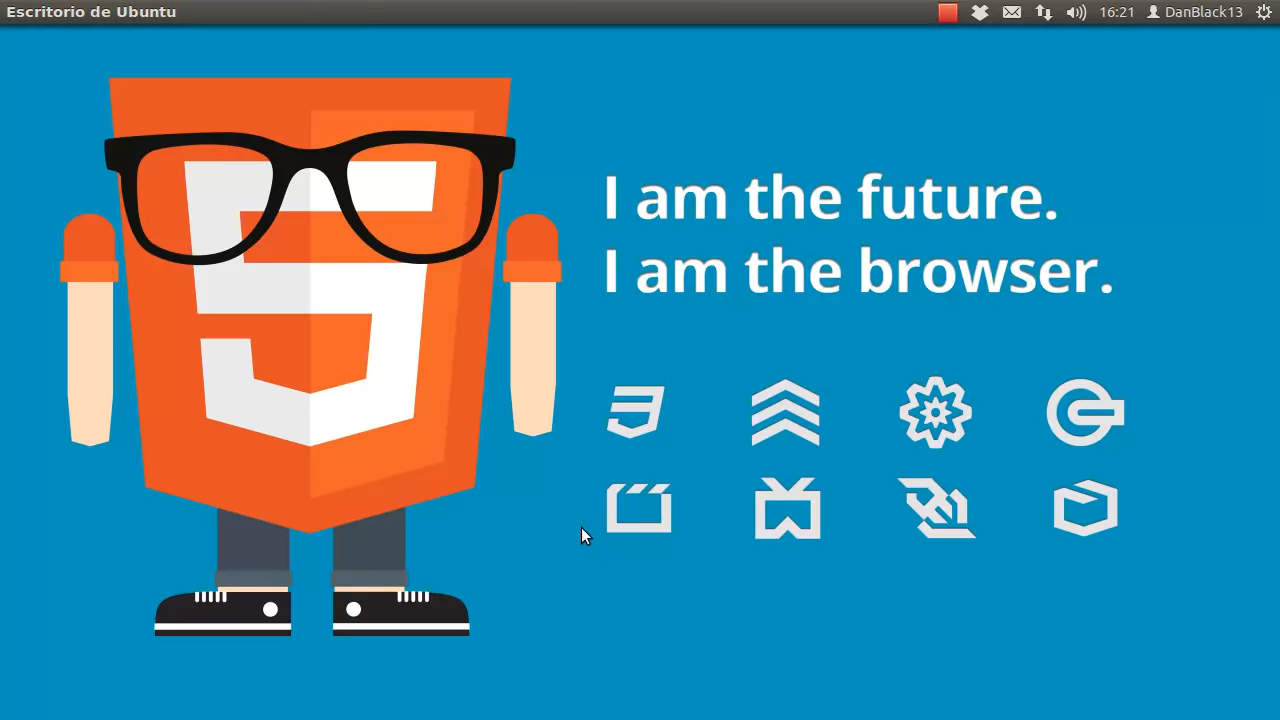 Escritorio de Ubuntu
16:21
DanBlack13
5
I am the future.
I am the browser.